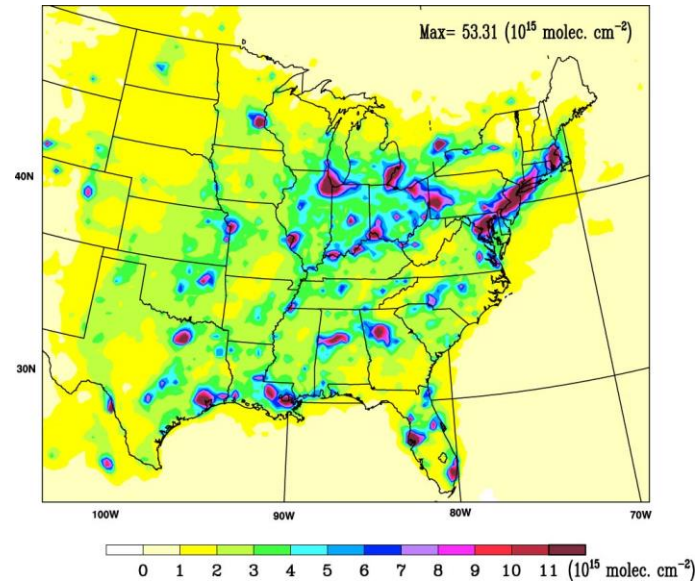 Max= 53.31 (10¹⁵ molec. cm⁻²)
40N
30N
100W 90W 80W 70W
0 1 2 3 4 5 6 7 8 9 10 11 (10¹⁵ molec. cm⁻²)